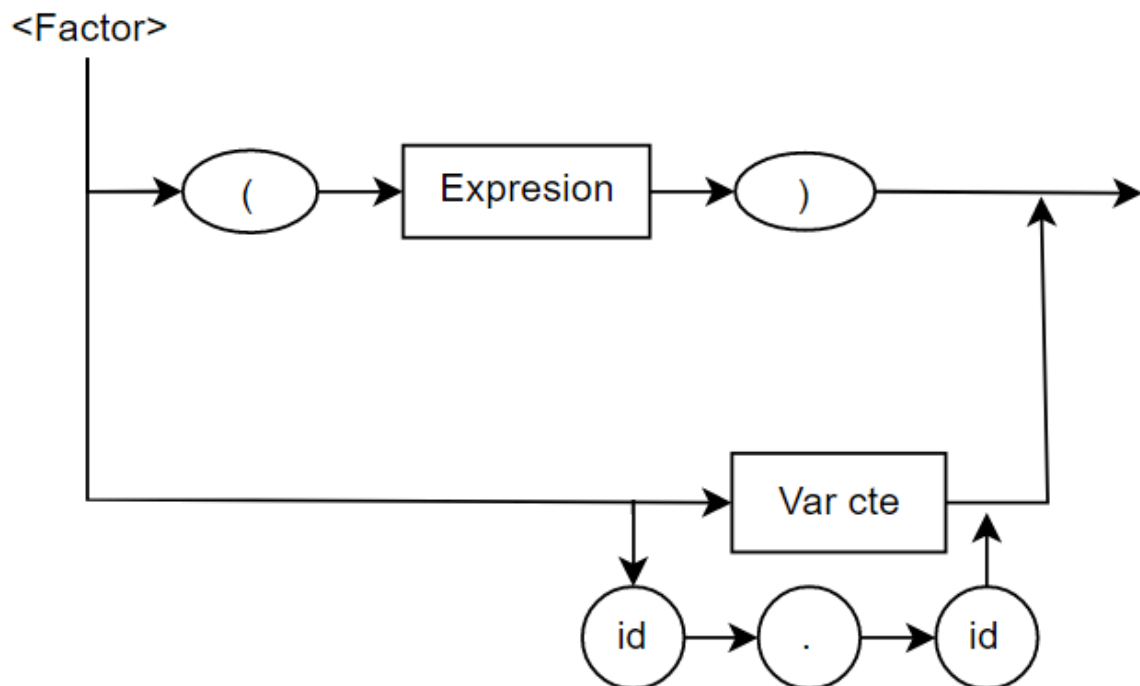 <Factor>
( Expresion )
Var cte
id . id